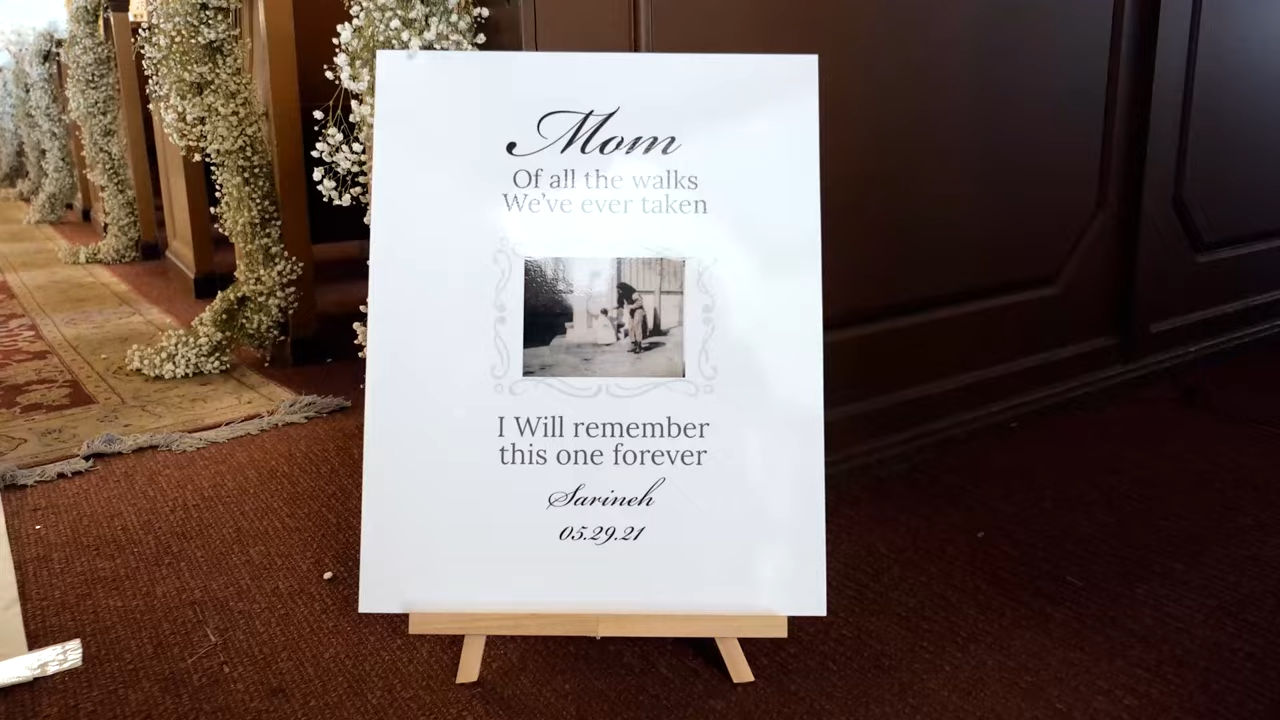 Mom
Of all the walks
We've ever taken
I Will remember
this one forever
Sarineh
05.29.21